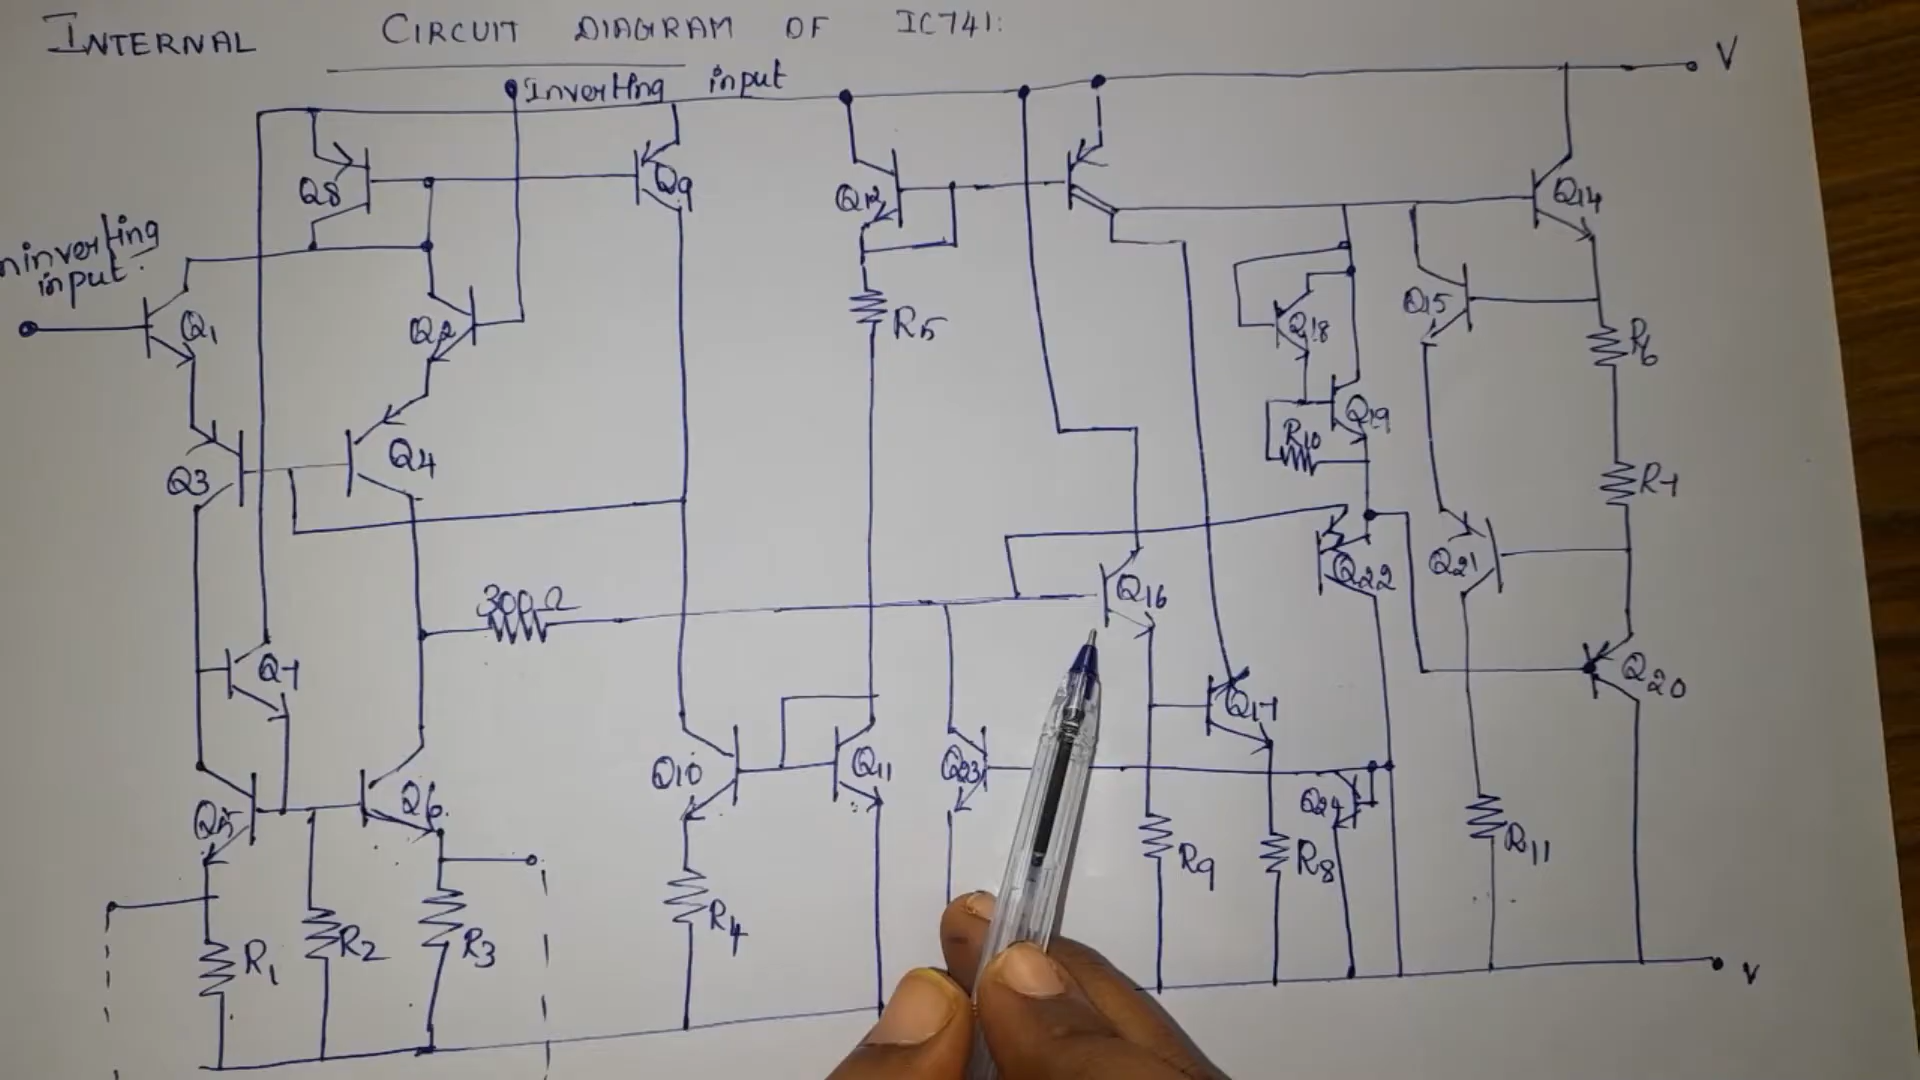 INTERNAL CIRCUIT DIAGRAM OF IC741:
V
Inverting input
Q8
Q9
Q12
Q14
ninverting
input
Q1
Q2
R5
Q18
Q15
R6
Q3
Q4
Q19
R10
R7
300Ω
Q16
Q22
Q21
Q7
Q17
Q20
Q5
Q6
Q10
Q11
Q23
Q24
R9
R8
R11
R1
R2
R3
R4
V